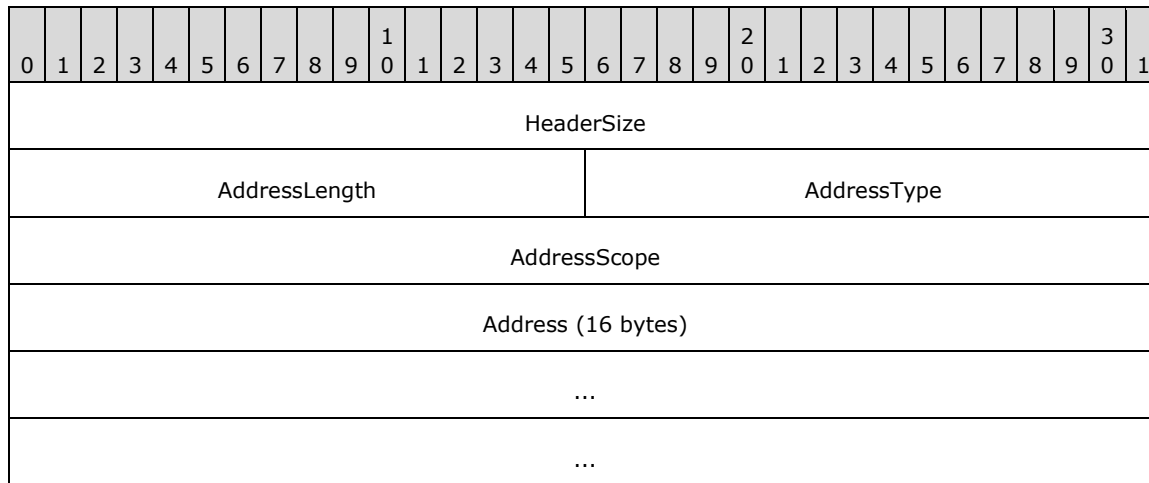 1 2 3
0 1 2 3 4 5 6 7 8 9 0 1 2 3 4 5 6 7 8 9 0 1 2 3 4 5 6 7 8 9 0 1
HeaderSize
AddressLength AddressType
AddressScope
Address (16 bytes)
...
...